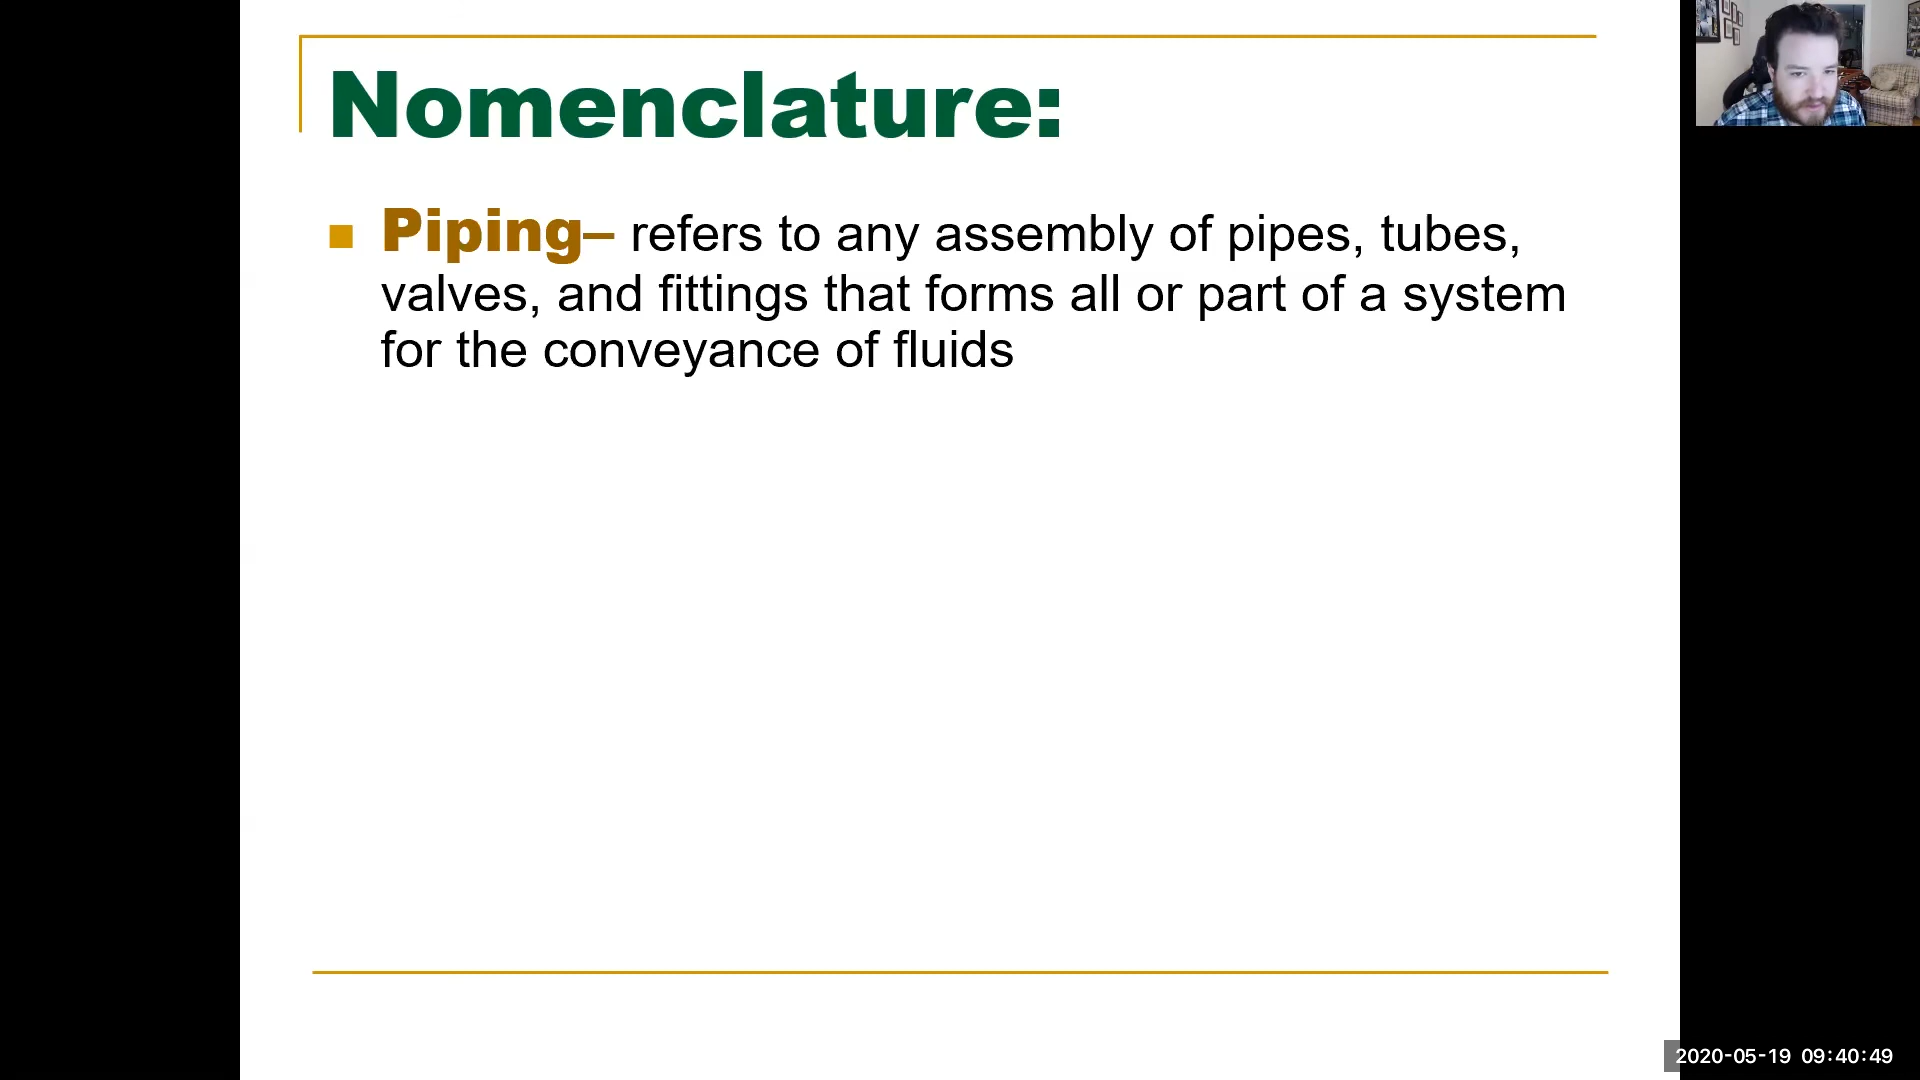 Nomenclature:
Piping– refers to any assembly of pipes, tubes,
valves, and fittings that forms all or part of a system
for the conveyance of fluids
2020-05-19 09:40:49